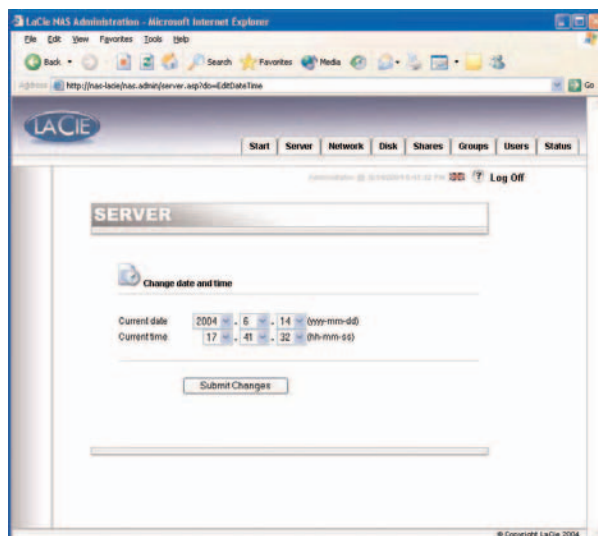 LaCie NAS Administration - Microsoft Internet Explorer
File Edit View Favorites Tools Help
Back Search Favorites Media
Address http://nas-lacie/nas.admin/server.asp?do=EditDateTime Go
LACIE
Start Server Network Disk Shares Groups Users Status
? Log Off
SERVER
Change date and time
Current date 2004 . 6 . 14 (yyy-mm-dd)
Current time 17 . 41 . 32 (hh-mm-ss)
Submit Changes
© Copyright LaCie 2004